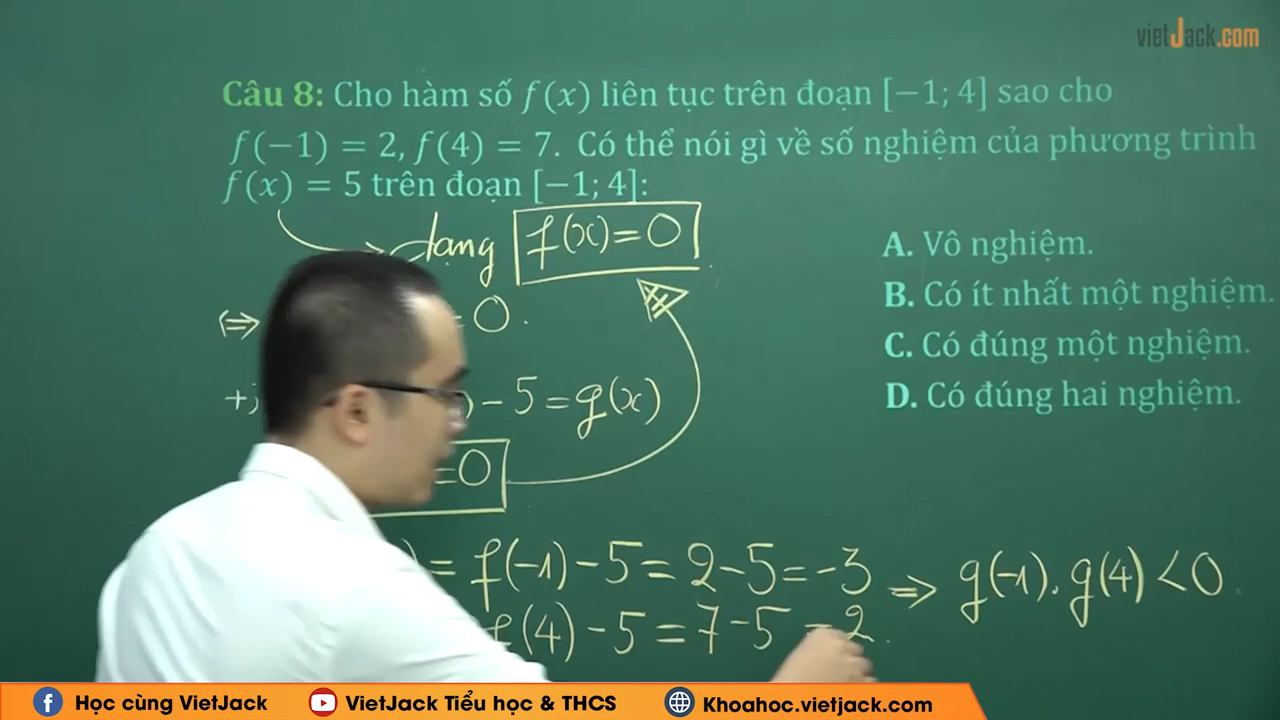 vietJack.com
Câu 8: Cho hàm số f(x) liên tục trên đoạn [−1; 4] sao cho
f(−1) = 2, f(4) = 7. Có thể nói gì về số nghiệm của phương trình
f(x) = 5 trên đoạn [−1; 4]:
dạng f(x)=0
A. Vô nghiệm.
B. Có ít nhất một nghiệm.
C. Có đúng một nghiệm.
D. Có đúng hai nghiệm.
⇔ 0.
) − 5 = g(x)
=0
) = f(-1) − 5 = 2 − 5 = −3 ⇒ g(-1). g(4) < 0.
f(4) − 5 = 7 − 5 = 2.
Học cùng VietJack
VietJack Tiểu học & THCS
Khoahoc.vietjack.com